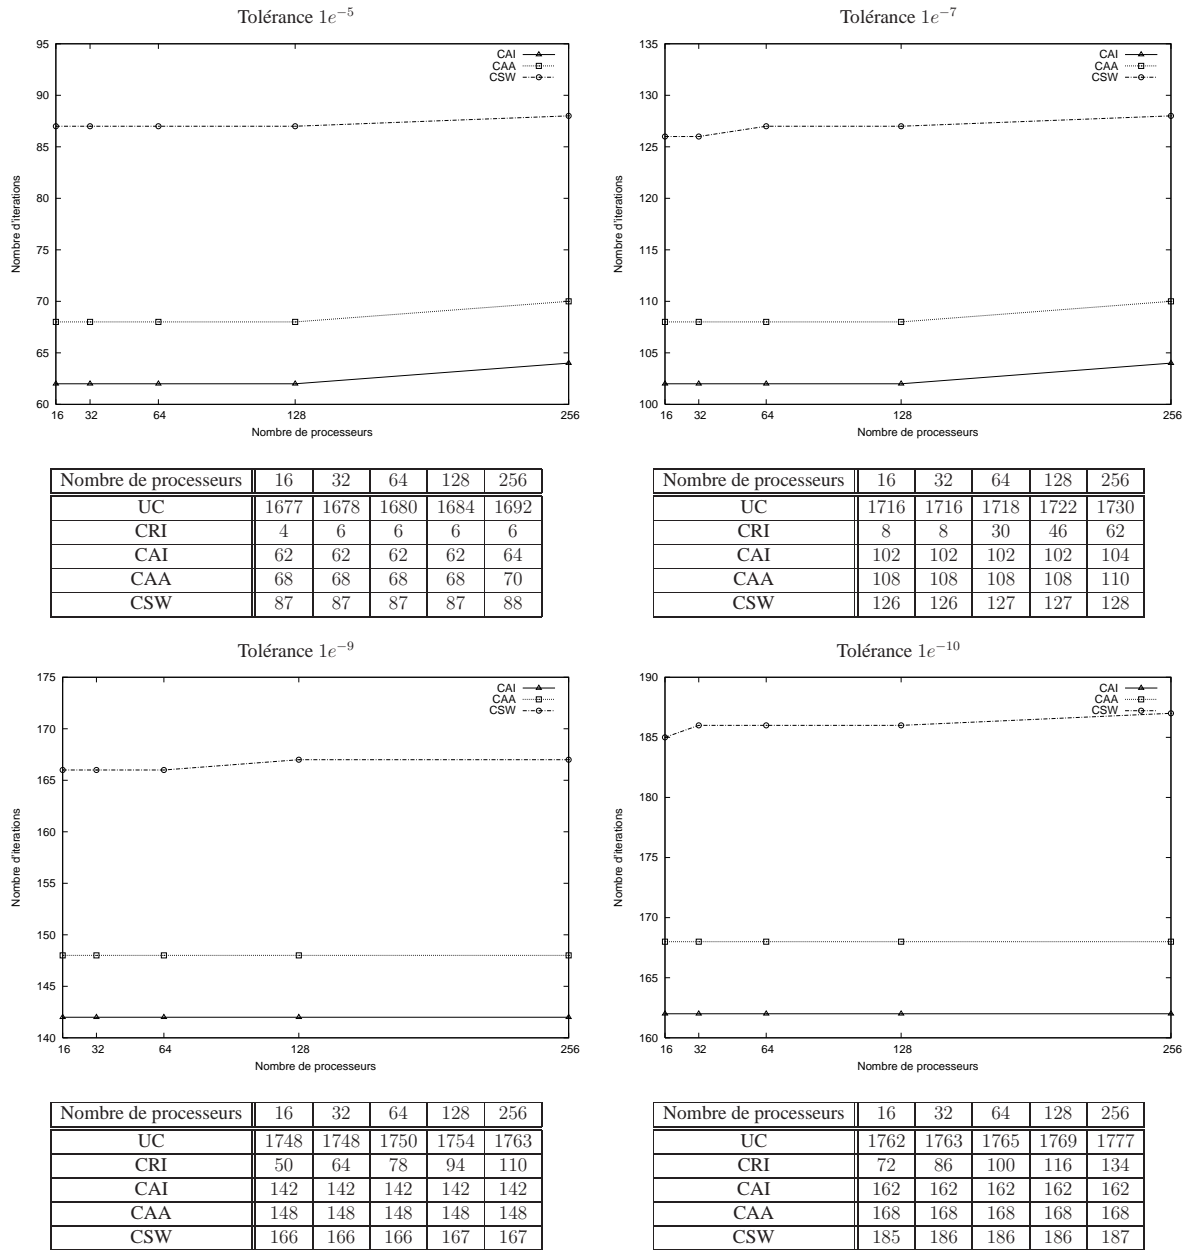 Tolérance 1e⁻⁵
95
90
85
80
75
70
65
60
Nombre d'iterations
CAI
CAA
CSW
16 32 64 128 256
Nombre de processeurs
Nombre de processeurs 16 32 64 128 256
UC 1677 1678 1680 1684 1692
CRI 4 6 6 6 6
CAI 62 62 62 62 64
CAA 68 68 68 68 70
CSW 87 87 87 87 88
Tolérance 1e⁻⁷
135
130
125
120
115
110
105
100
Nombre d'iterations
CAI
CAA
CSW
16 32 64 128 256
Nombre de processeurs
Nombre de processeurs 16 32 64 128 256
UC 1716 1716 1718 1722 1730
CRI 8 8 30 46 62
CAI 102 102 102 102 104
CAA 108 108 108 108 110
CSW 126 126 127 127 128
Tolérance 1e⁻⁹
175
170
165
160
155
150
145
140
Nombre d'iterations
CAI
CAA
CSW
16 32 64 128 256
Nombre de processeurs
Nombre de processeurs 16 32 64 128 256
UC 1748 1748 1750 1754 1763
CRI 50 64 78 94 110
CAI 142 142 142 142 142
CAA 148 148 148 148 148
CSW 166 166 166 167 167
Tolérance 1e⁻¹⁰
190
185
180
175
170
165
160
Nombre d'iterations
CAI
CAA
CSW
16 32 64 128 256
Nombre de processeurs
Nombre de processeurs 16 32 64 128 256
UC 1762 1763 1765 1769 1777
CRI 72 86 100 116 134
CAI 162 162 162 162 162
CAA 168 168 168 168 168
CSW 185 186 186 186 187